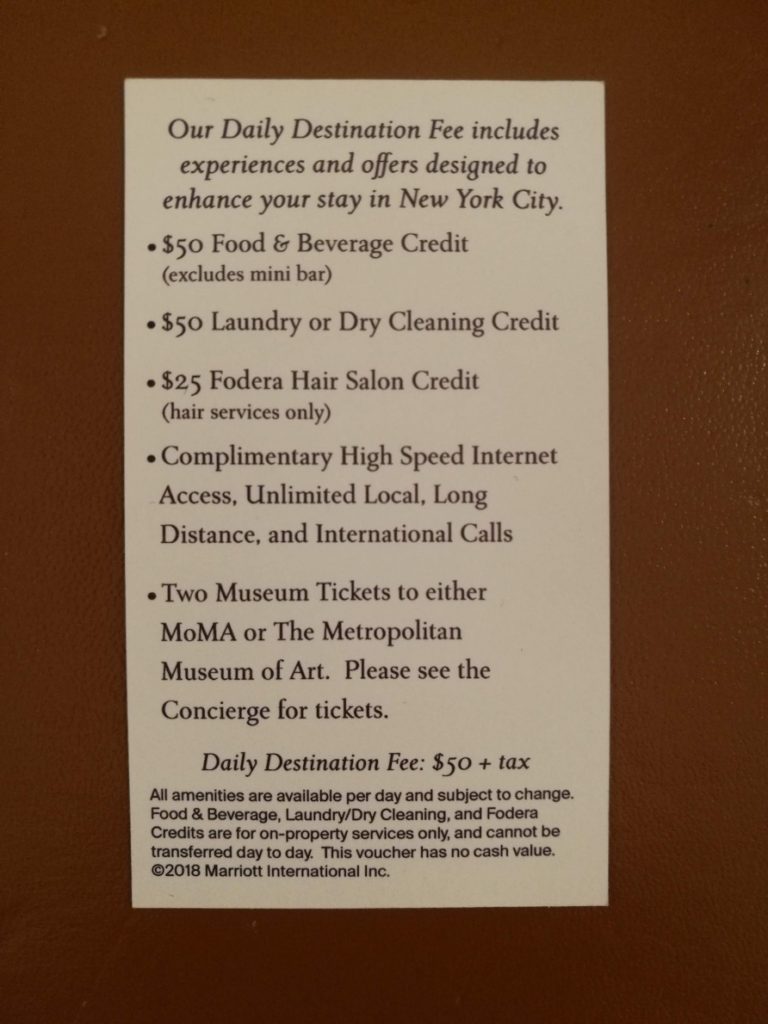 Our Daily Destination Fee includes
experiences and offers designed to
enhance your stay in New York City.
• $50 Food & Beverage Credit
(excludes mini bar)
• $50 Laundry or Dry Cleaning Credit
• $25 Fodera Hair Salon Credit
(hair services only)
• Complimentary High Speed Internet
Access, Unlimited Local, Long
Distance, and International Calls
• Two Museum Tickets to either
MoMA or The Metropolitan
Museum of Art. Please see the
Concierge for tickets.
Daily Destination Fee: $50 + tax
All amenities are available per day and subject to change.
Food & Beverage, Laundry/Dry Cleaning, and Fodera
Credits are for on-property services only, and cannot be
transferred day to day. This voucher has no cash value.
©2018 Marriott International Inc.